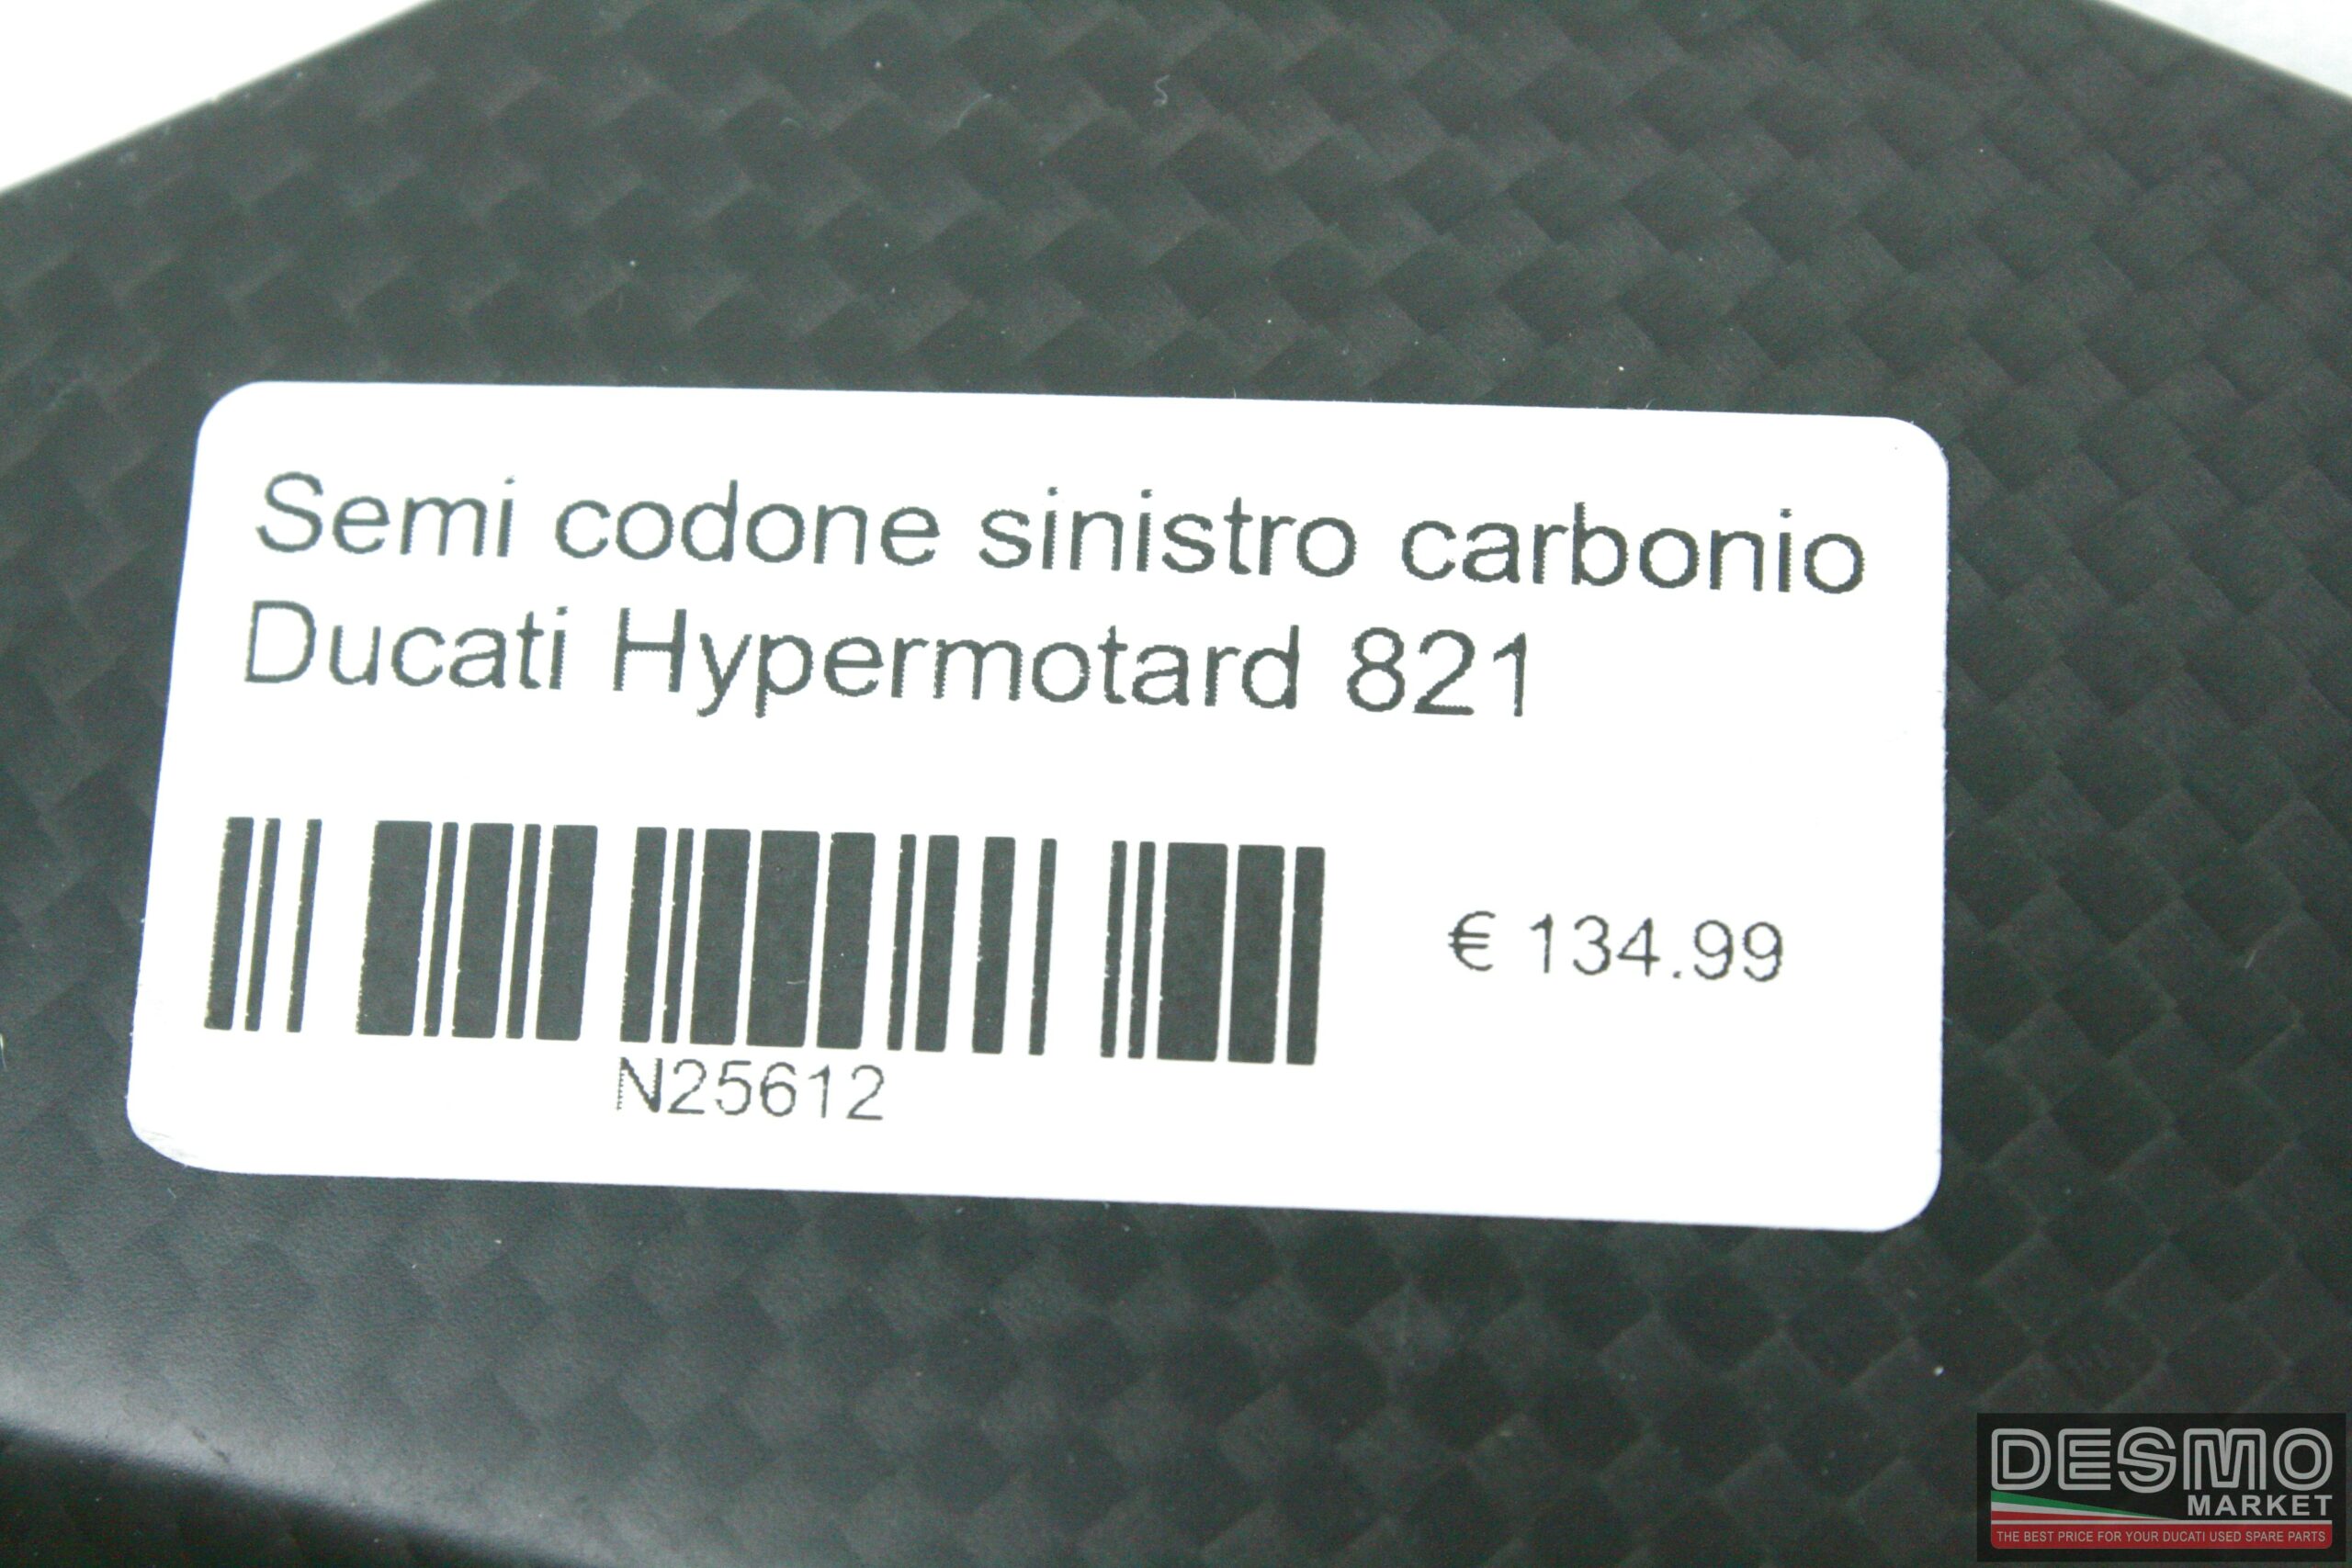 Semi codone sinistro carbonio
Ducati Hypermotard 821
€ 134.99
N25612
DESMO
MARKET
THE BEST PRICE FOR YOUR DUCATI USED SPARE PARTS